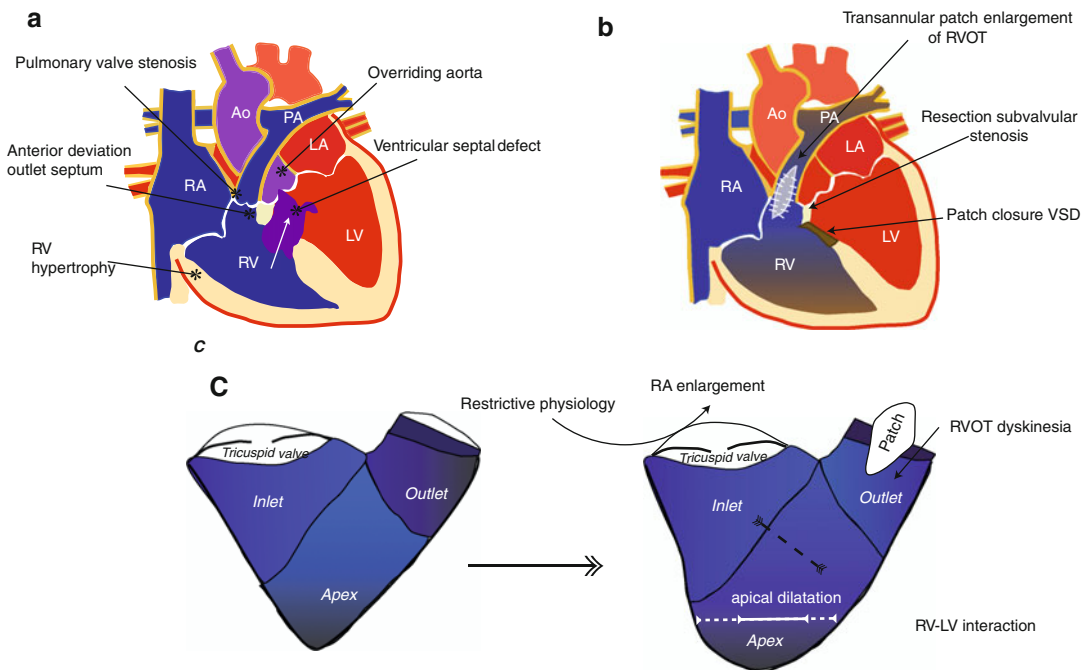 a
Pulmonary valve stenosis
Overriding aorta
Ao
PA
LA
Anterior deviation
outlet septum
Ventricular septal defect
RA
LV
RV
RV
hypertrophy
b
Transannular patch enlargement
of RVOT
Ao
PA
Resection subvalvular
stenosis
LA
RA
Patch closure VSD
LV
RV
c
C
Tricuspid valve
Inlet
Outlet
Apex
Restrictive physiology
RA enlargement
Patch
RVOT dyskinesia
Tricuspid valve
Inlet
Outlet
apical dilatation
Apex
RV-LV interaction